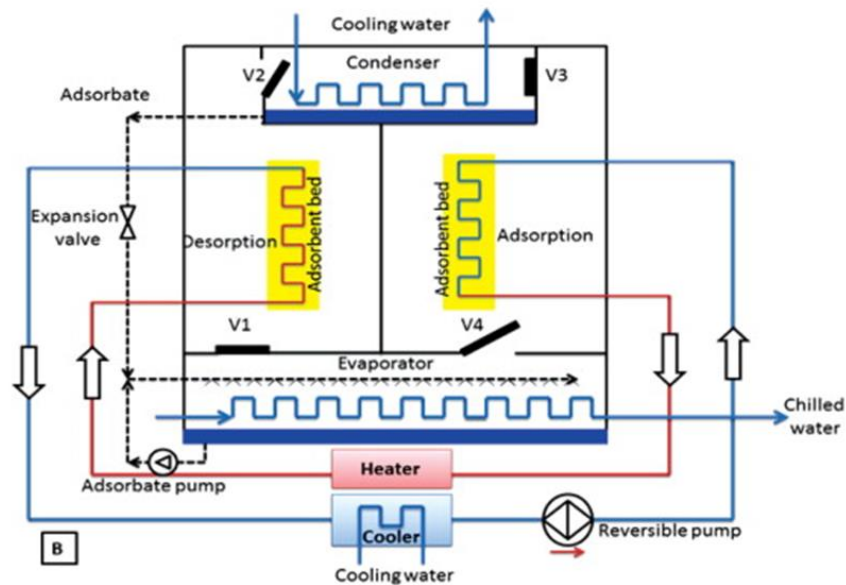 Cooling water
Condenser
V2
V3
Adsorbate
Expansion
valve
Desorption
Adsorbent bed
Adsorbent bed
Adsorption
V1
V4
Evaporator
Chilled
water
Adsorbate pump
Heater
Cooler
Reversible pump
B
Cooling water